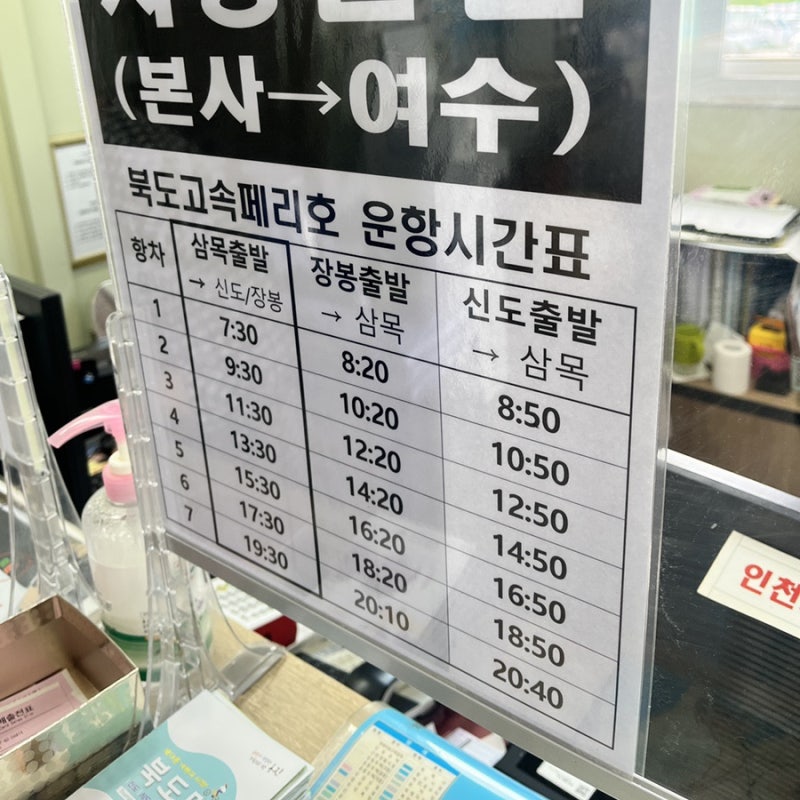 (본사→여수)
북도고속페리호 운항시간표
항차 삼목출발 → 신도/장봉 장봉출발 → 삼목 신도출발 → 삼목
1 7:30 8:20 8:50
2 9:30 10:20 10:50
3 11:30 12:20 12:50
4 13:30 14:20 14:50
5 15:30 16:20 16:50
6 17:30 18:20 18:50
7 19:30 20:10 20:40
인천
북도